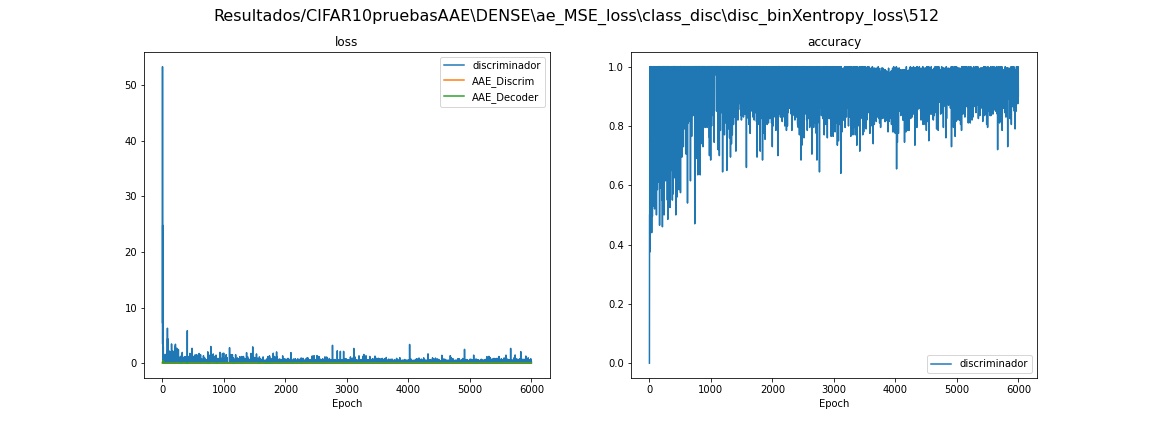 Resultados/CIFAR10pruebasAAE\DENSE\ae_MSE_loss\class_disc\disc_binXentropy_loss\512
loss
discriminador
AAE_Discrim
AAE_Decoder
50
40
30
20
10
0
0 1000 2000 3000 4000 5000 6000
Epoch
accuracy
1.0
0.8
0.6
0.4
0.2
0.0
discriminador
0 1000 2000 3000 4000 5000 6000
Epoch